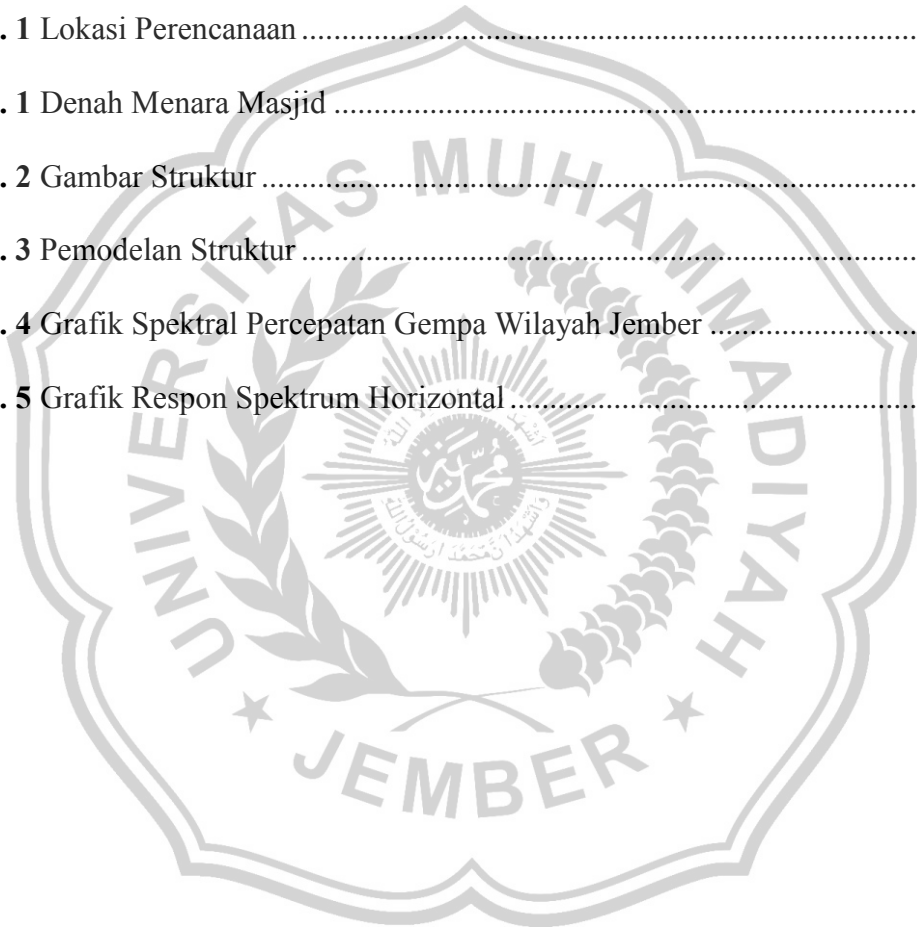 . 1 Lokasi Perencanaan ........................................................................
. 1 Denah Menara Masjid ........................................................................
. 2 Gambar Struktur ........................................................................
. 3 Pemodelan Struktur ........................................................................
. 4 Grafik Spektral Percepatan Gempa Wilayah Jember .........................
. 5 Grafik Respon Spektrum Horizontal ..................................................
UNIVERSITAS MUHAMMADIYAH
JEMBER